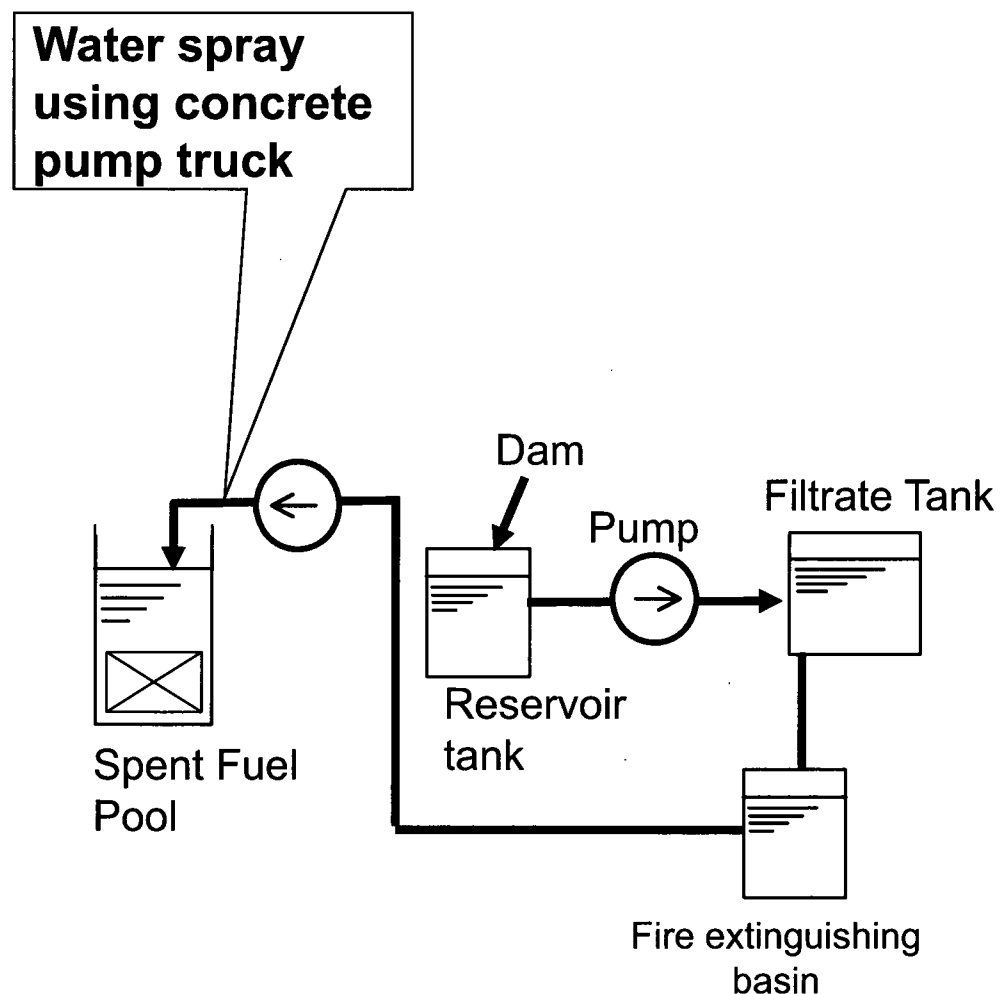 Water spray
using concrete
pump truck
Dam
Filtrate Tank
Pump
Reservoir
tank
Spent Fuel
Pool
Fire extinguishing
basin